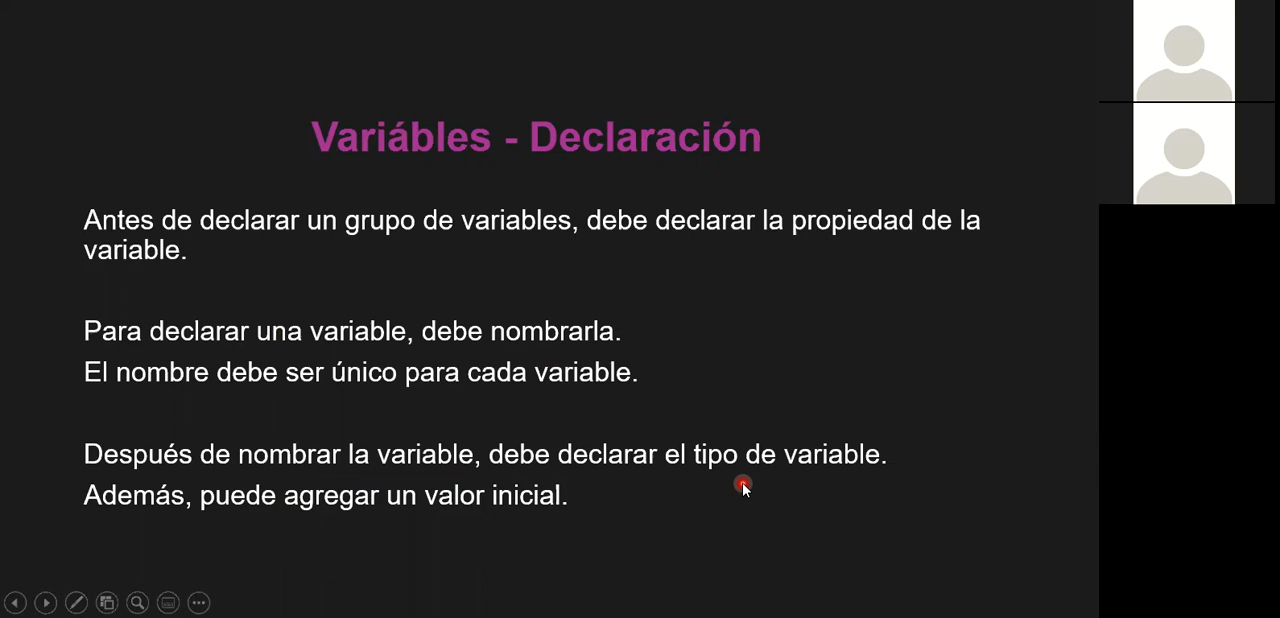 Variábles - Declaración
Antes de declarar un grupo de variables, debe declarar la propiedad de la
variable.
Para declarar una variable, debe nombrarla.
El nombre debe ser único para cada variable.
Después de nombrar la variable, debe declarar el tipo de variable.
Además, puede agregar un valor inicial.